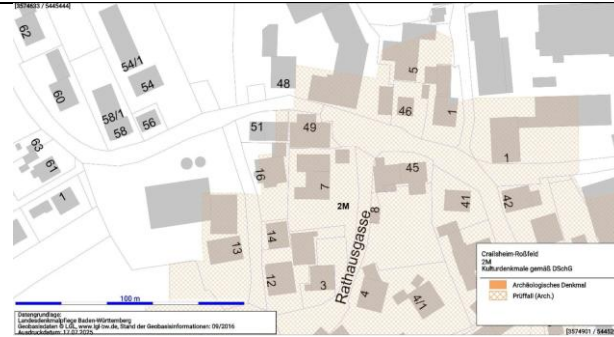 [3574633 / 5445444]
62
54/1
60
54
58/1
58
56
48
5
46
1
1
63
61
51
49
1
16
7
45
2M
8
41
42
13
14
Rathausgasse
12
3
4
4/1
100 m
Crailsheim-Roßfeld
2M
Kulturdenkmale gemäß DSchG
Archäologisches Denkmal
Prüffall (Arch.)
Datengrundlage:
Landesdenkmalpflege Baden-Württemberg
Geobasisdaten © LGL, www.lgl-bw.de, Stand der Geobasisinformationen: 09/2016
Ausdruckdatum: 17.07.2025